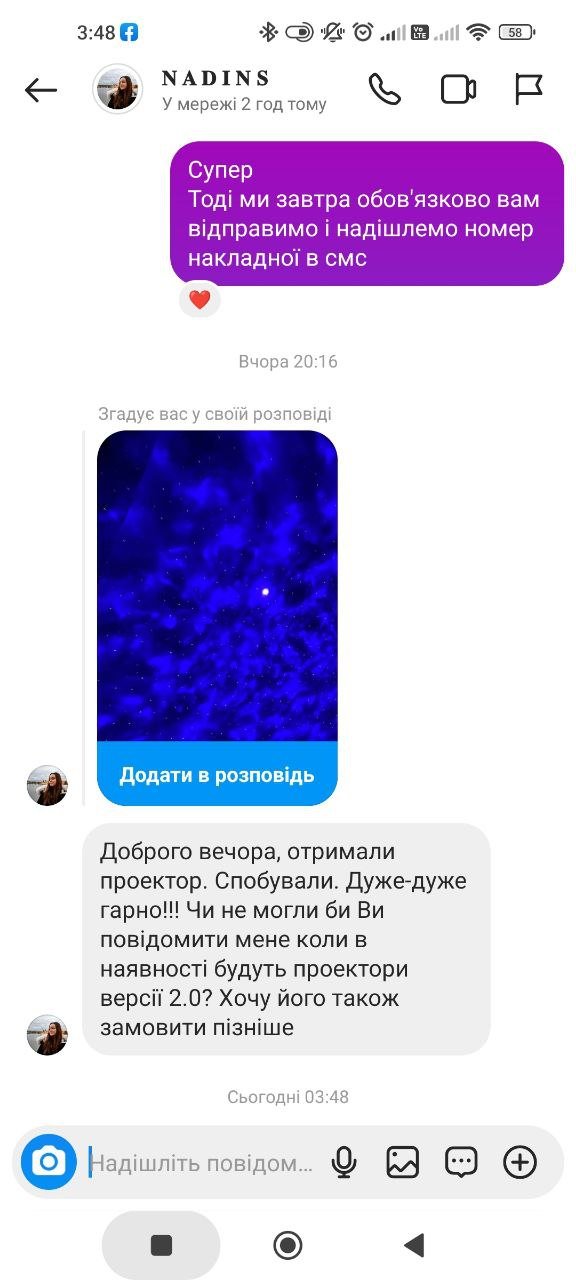 3:48
Vo LTE
58
NADINS
У мережі 2 год тому
Супер
Тоді ми завтра обов'язково вам
відправимо і надішлемо номер
накладної в смс
Вчора 20:16
Згадує вас у своїй розповіді
Додати в розповідь
Доброго вечора, отримали
проектор. Спобували. Дуже-дуже
гарно!!! Чи не могли би Ви
повідомити мене коли в
наявності будуть проектори
версії 2.0? Хочу його також
замовити пізніше
Сьогодні 03:48
Надішліть повідом...